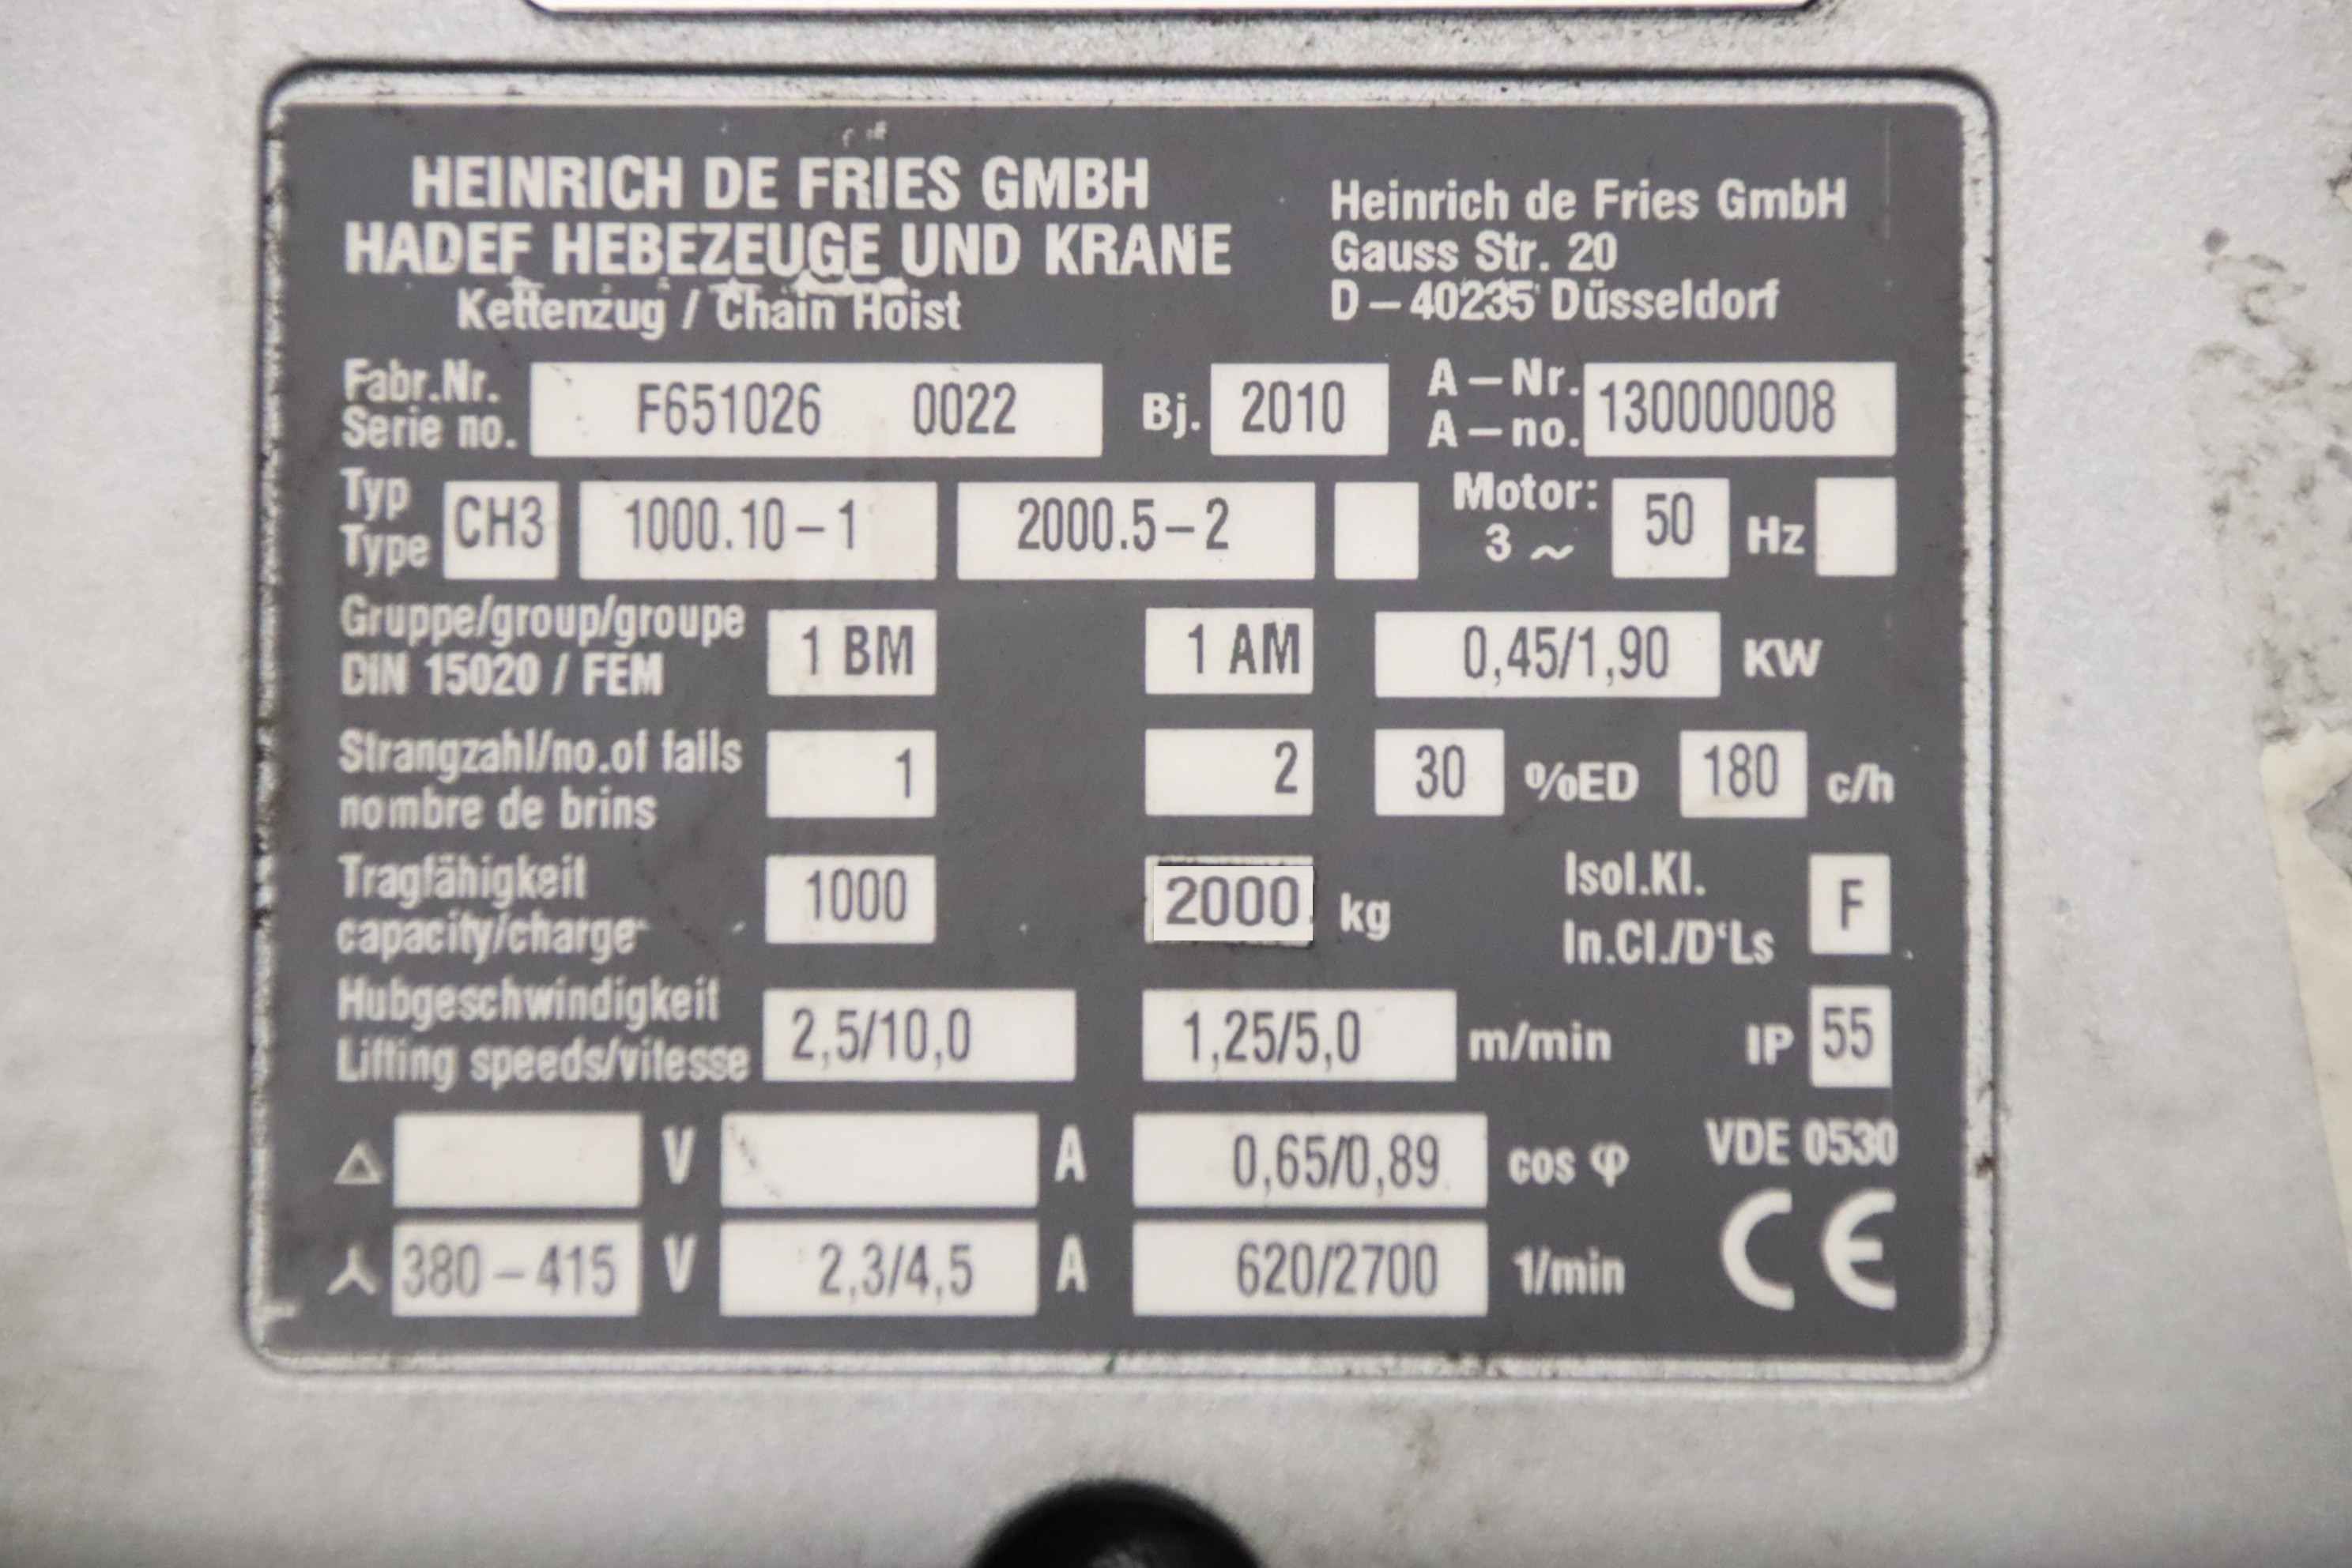 HEINRICH DE FRIES GMBH
HADEF HEBEZEUGE UND KRANE
Kettenzug / Chain Hoist
Heinrich de Fries GmbH
Gauss Str. 20
D – 40235 Düsseldorf
Fabr.Nr.
Serie no.
F651026 0022
Bj. 2010
A – Nr.
A – no.
130000008
Typ
Type
CH3 1000.10 – 1 2000.5 – 2
Motor:
3 ~
50 Hz
Gruppe/group/groupe
DIN 15020 / FEM
1 BM 1 AM 0,45/1,90 KW
Strangzahl/no.of falls
nombre de brins
1 2 30 %ED 180 c/h
Tragfähigkeit
capacity/charge
1000 2000 kg
Isol.Kl.
In.Cl./D‘Ls
F
Hubgeschwindigkeit
Lifting speeds/vitesse
2,5/10,0 1,25/5,0 m/min IP 55
△ V A 0,65/0,89 cos φ VDE 0530
380 – 415 V 2,3/4,5 A 620/2700 1/min CE